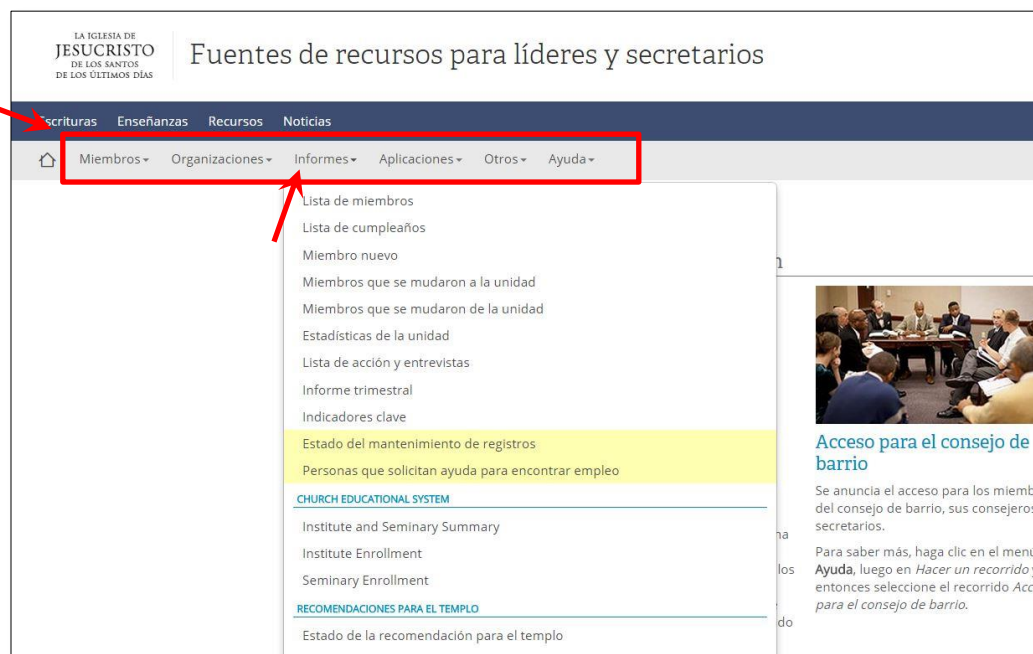 LA IGLESIA DE
JESUCRISTO
DE LOS SANTOS
DE LOS ÚLTIMOS DÍAS
Fuentes de recursos para líderes y secretarios
Escrituras Enseñanzas Recursos Noticias
Miembros Organizaciones Informes Aplicaciones Otros Ayuda
Lista de miembros
Lista de cumpleaños
Miembro nuevo
Miembros que se mudaron a la unidad
Miembros que se mudaron de la unidad
Estadísticas de la unidad
Lista de acción y entrevistas
Informe trimestral
Indicadores clave
Estado del mantenimiento de registros
Personas que solicitan ayuda para encontrar empleo
CHURCH EDUCATIONAL SYSTEM
Institute and Seminary Summary
Institute Enrollment
Seminary Enrollment
RECOMENDACIONES PARA EL TEMPLO
Estado de la recomendación para el templo
Acceso para el consejo de
barrio
Se anuncia el acceso para los
del consejo de barrio, sus consejeros
secretarios.
Para saber más, haga clic en el menú
Ayuda, luego en Hacer un recorrido y
entonces seleccione el recorrido
para el consejo de barrio.